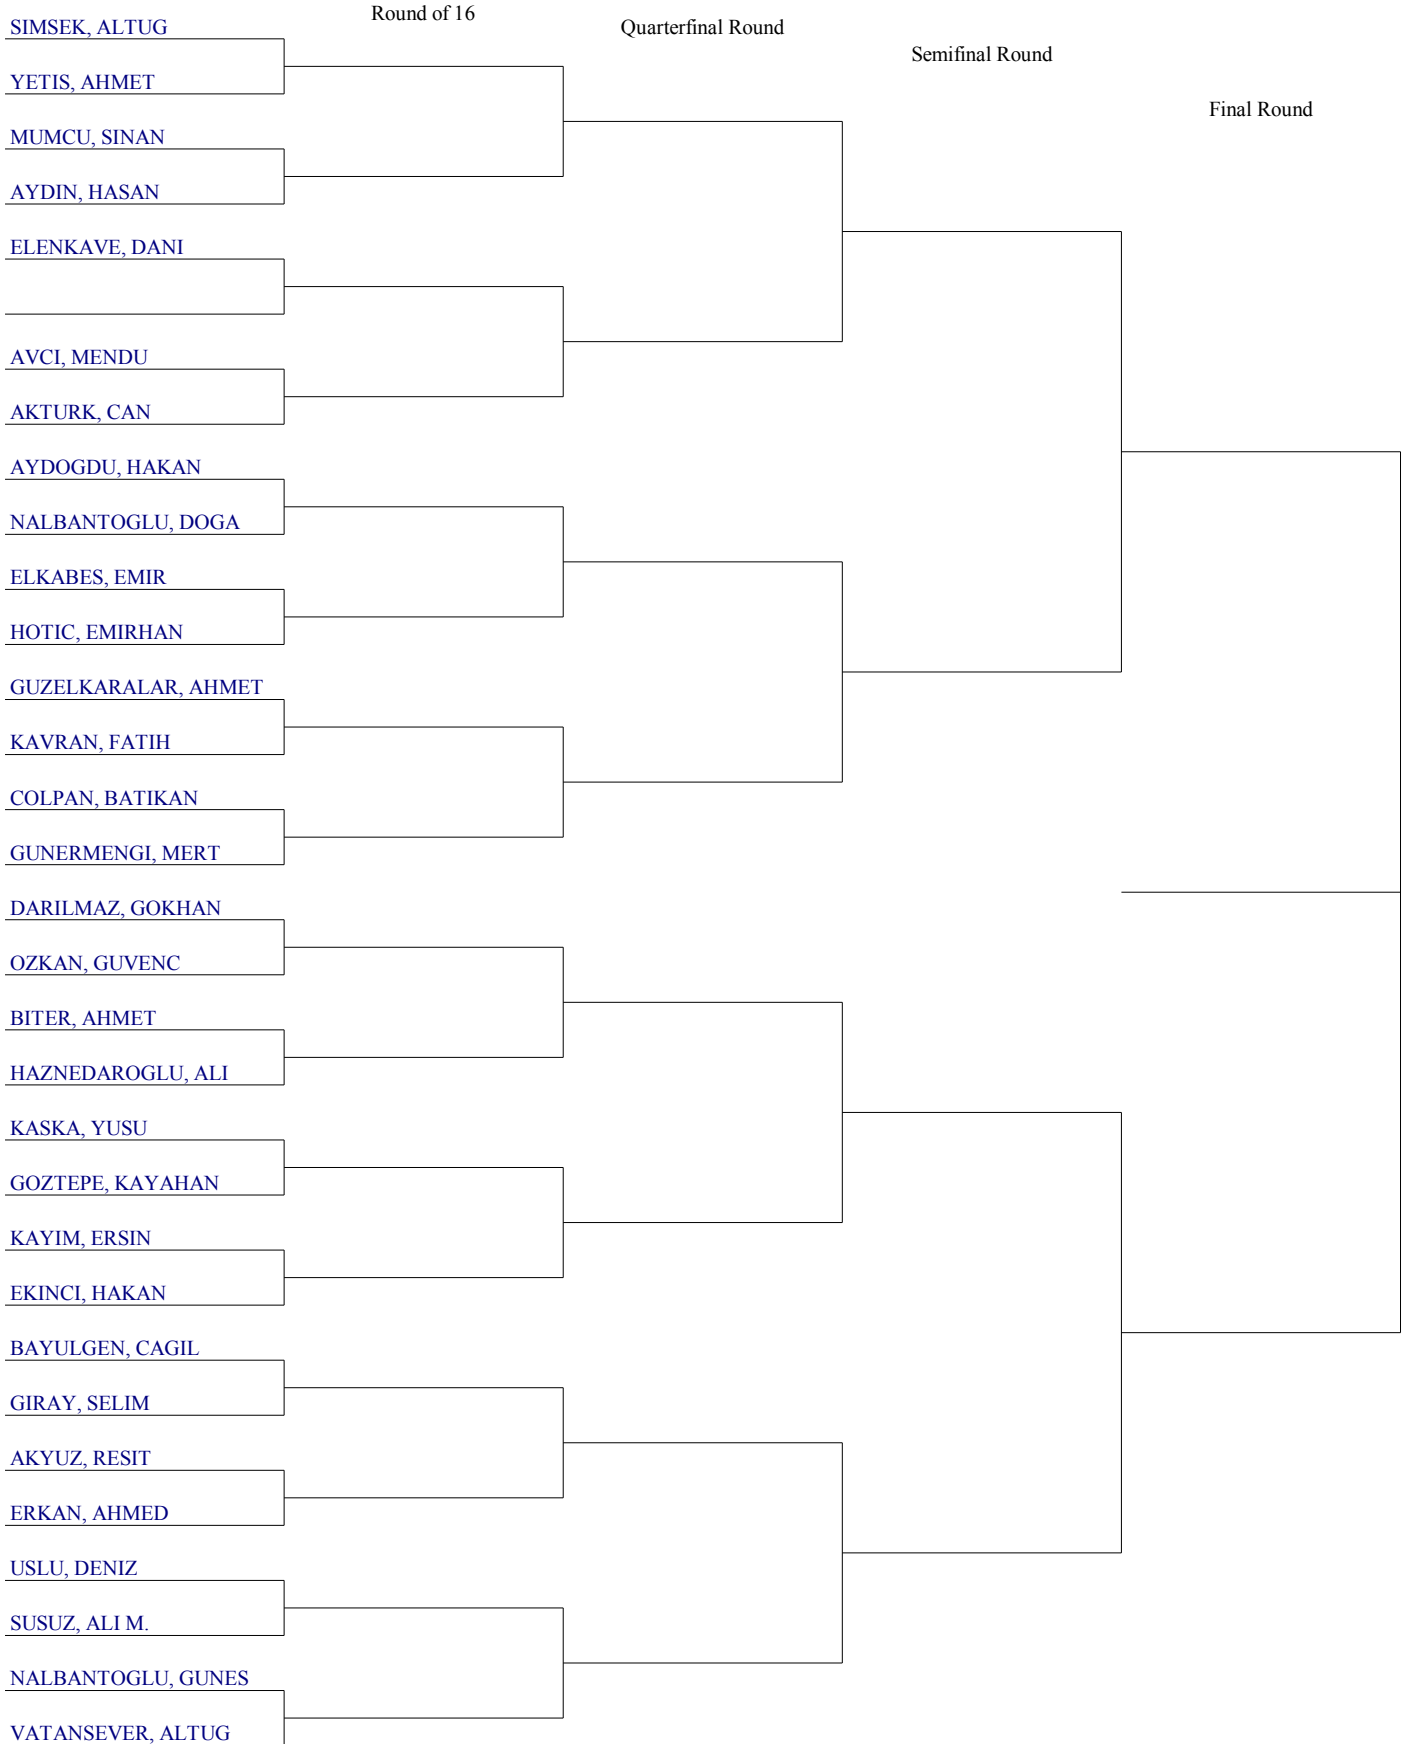 Round of 16
Quarterfinal Round
Semifinal Round
Final Round
SIMSEK, ALTUG
YETIS, AHMET
MUMCU, SINAN
AYDIN, HASAN
ELENKAVE, DANI
AVCI, MENDU
AKTURK, CAN
AYDOGDU, HAKAN
NALBANTOGLU, DOGA
ELKABES, EMIR
HOTIC, EMIRHAN
GUZELKARALAR, AHMET
KAVRAN, FATIH
COLPAN, BATIKAN
GUNERMENGI, MERT
DARILMAZ, GOKHAN
OZKAN, GUVENC
BITER, AHMET
HAZNEDAROGLU, ALI
KASKA, YUSU
GOZTEPE, KAYAHAN
KAYIM, ERSIN
EKINCI, HAKAN
BAYULGEN, CAGIL
GIRAY, SELIM
AKYUZ, RESIT
ERKAN, AHMED
USLU, DENIZ
SUSUZ, ALI M.
NALBANTOGLU, GUNES
VATANSEVER, ALTUG